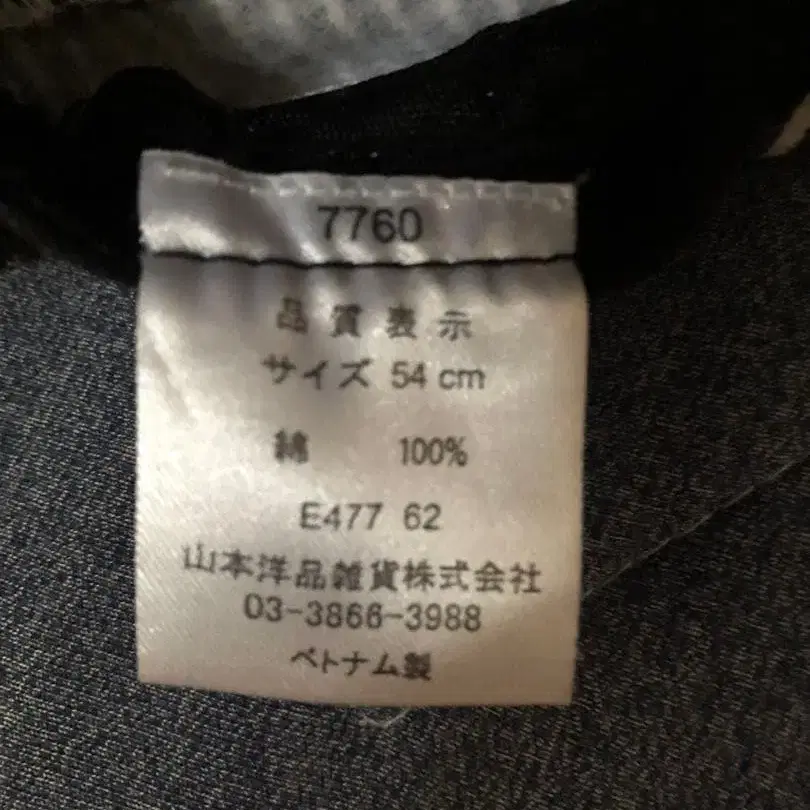 7760
品質表示
サイズ 54 cm
綿 100%
E477 62
山本洋品雑貨株式会社
03-3866-3988
ベトナム製